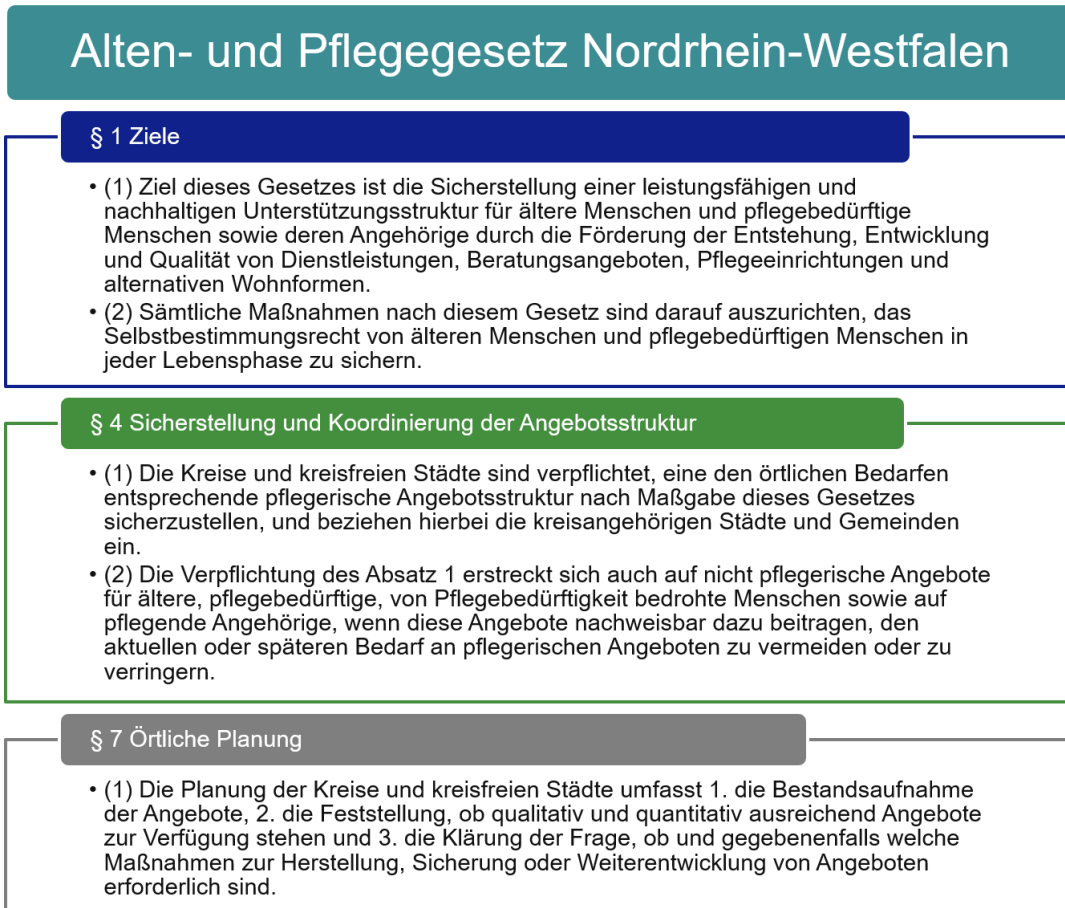 Alten- und Pflegegesetz Nordrhein-Westfalen
§ 1 Ziele
• (1) Ziel dieses Gesetzes ist die Sicherstellung einer leistungsfähigen und
nachhaltigen Unterstützungsstruktur für ältere Menschen und pflegebedürftige
Menschen sowie deren Angehörige durch die Förderung der Entstehung, Entwicklung
und Qualität von Dienstleistungen, Beratungsangeboten, Pflegeeinrichtungen und
alternativen Wohnformen.
• (2) Sämtliche Maßnahmen nach diesem Gesetz sind darauf auszurichten, das
Selbstbestimmungsrecht von älteren Menschen und pflegebedürftigen Menschen in
jeder Lebensphase zu sichern.
§ 4 Sicherstellung und Koordinierung der Angebotsstruktur
• (1) Die Kreise und kreisfreien Städte sind verpflichtet, eine den örtlichen Bedarfen
entsprechende pflegerische Angebotsstruktur nach Maßgabe dieses Gesetzes
sicherzustellen, und beziehen hierbei die kreisangehörigen Städte und Gemeinden
ein.
• (2) Die Verpflichtung des Absatz 1 erstreckt sich auch auf nicht pflegerische Angebote
für ältere, pflegebedürftige, von Pflegebedürftigkeit bedrohte Menschen sowie auf
pflegende Angehörige, wenn diese Angebote nachweisbar dazu beitragen, den
aktuellen oder späteren Bedarf an pflegerischen Angeboten zu vermeiden oder zu
verringern.
§ 7 Örtliche Planung
• (1) Die Planung der Kreise und kreisfreien Städte umfasst 1. die Bestandsaufnahme
der Angebote, 2. die Feststellung, ob qualitativ und quantitativ ausreichend Angebote
zur Verfügung stehen und 3. die Klärung der Frage, ob und gegebenenfalls welche
Maßnahmen zur Herstellung, Sicherung oder Weiterentwicklung von Angeboten
erforderlich sind.